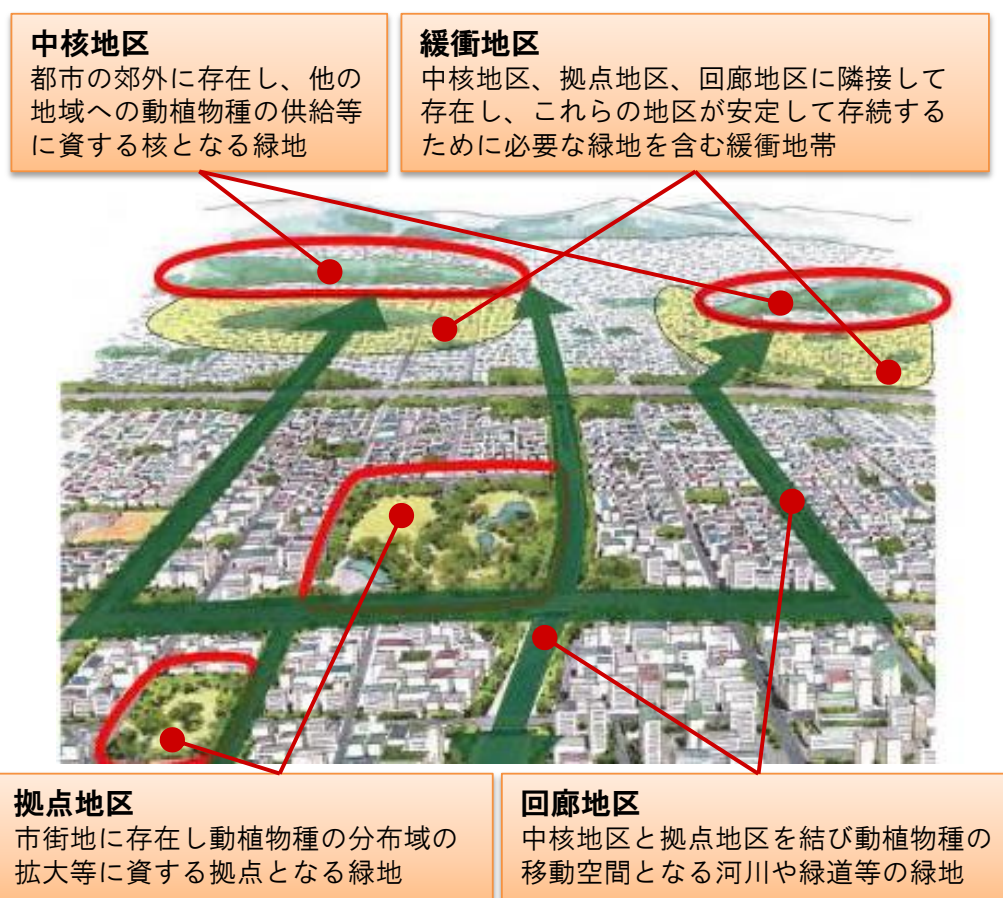 中核地区
都市の郊外に存在し、他の
地域への動植物種の供給等
に資する核となる緑地
緩衝地区
中核地区、拠点地区、回廊地区に隣接して
存在し、これらの地区が安定して存続する
ために必要な緑地を含む緩衝地帯
拠点地区
市街地に存在し動植物種の分布域の
拡大等に資する拠点となる緑地
回廊地区
中核地区と拠点地区を結び動植物種の
移動空間となる河川や緑道等の緑地